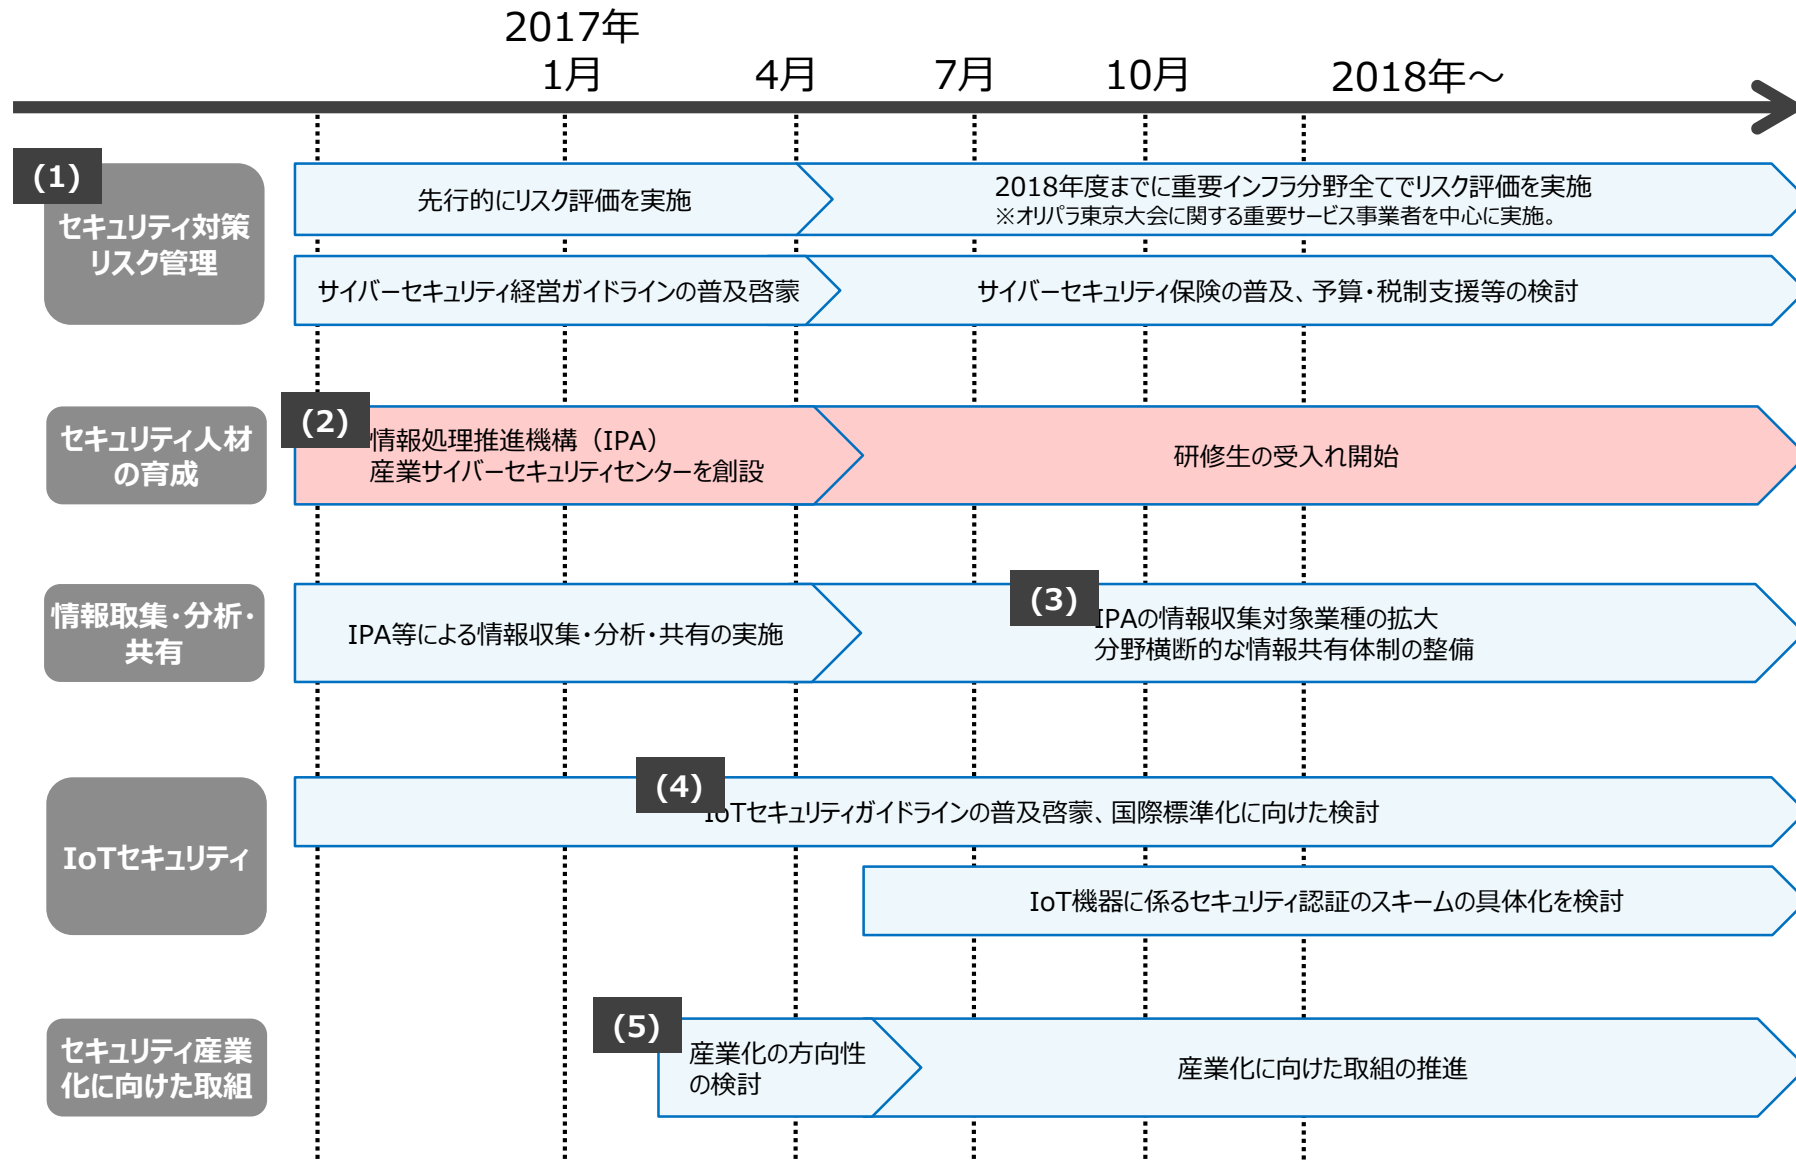 2017年
1月
4月
7月
10月
2018年～
(1)
セキュリティ対策
リスク管理
先行的にリスク評価を実施
2018年度までに重要インフラ分野全てでリスク評価を実施
※オリパラ東京大会に関する重要サービス事業者を中心に実施。
サイバーセキュリティ経営ガイドラインの普及啓蒙
サイバーセキュリティ保険の普及、予算・税制支援等の検討
セキュリティ人材
の育成
(2)
情報処理推進機構（IPA）
産業サイバーセキュリティセンターを創設
研修生の受入れ開始
情報取集・分析・
共有
IPA等による情報収集・分析・共有の実施
(3)
IPAの情報収集対象業種の拡大
分野横断的な情報共有体制の整備
IoTセキュリティ
(4)
IoTセキュリティガイドラインの普及啓蒙、国際標準化に向けた検討
IoT機器に係るセキュリティ認証のスキームの具体化を検討
セキュリティ産業
化に向けた取組
(5)
産業化の方向性
の検討
産業化に向けた取組の推進